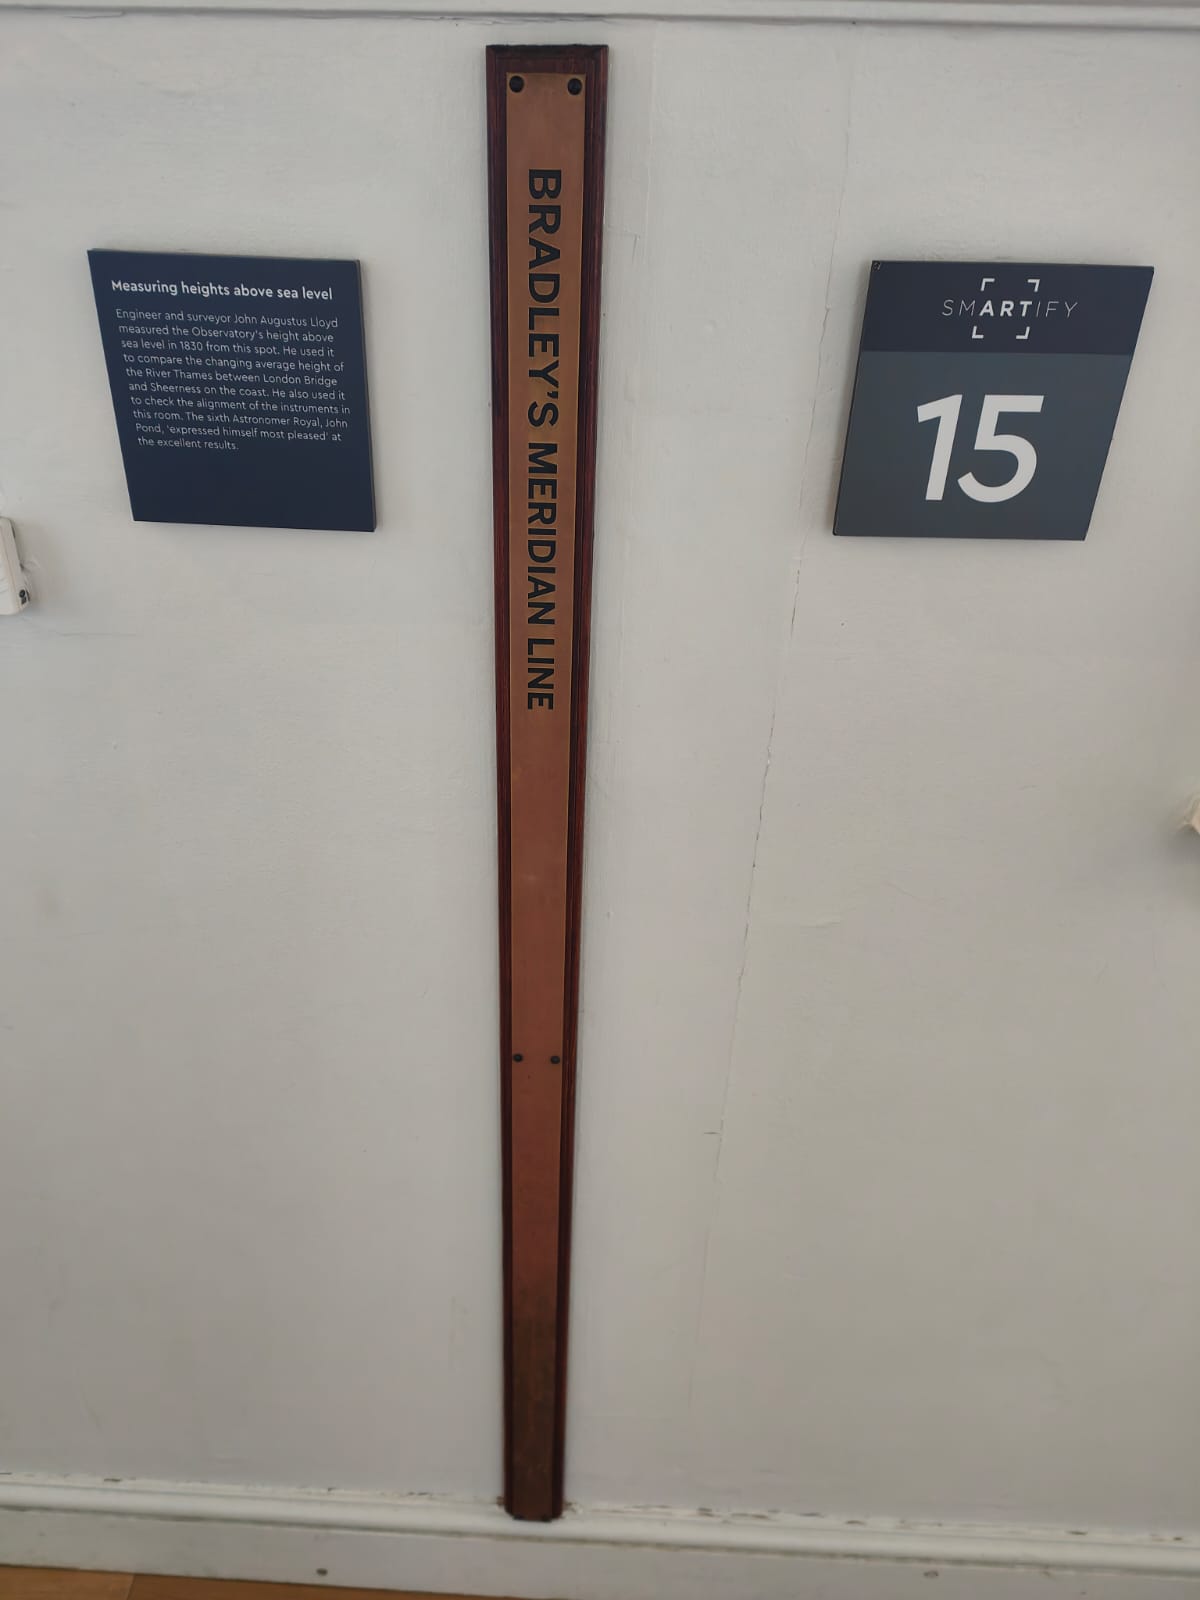 Measuring heights above sea level
Engineer and surveyor John Augustus Lloyd
measured the Observatory's height above
sea level in 1830 from this spot. He used it
to compare the changing average height of
the River Thames between London Bridge
and Sheerness on the coast. He also used it
to check the alignment of the instruments in
this room. The sixth Astronomer Royal, John
Pond, 'expressed himself most pleased' at
the excellent results.
BRADLEY'S MERIDIAN LINE
SMARTIFY
15